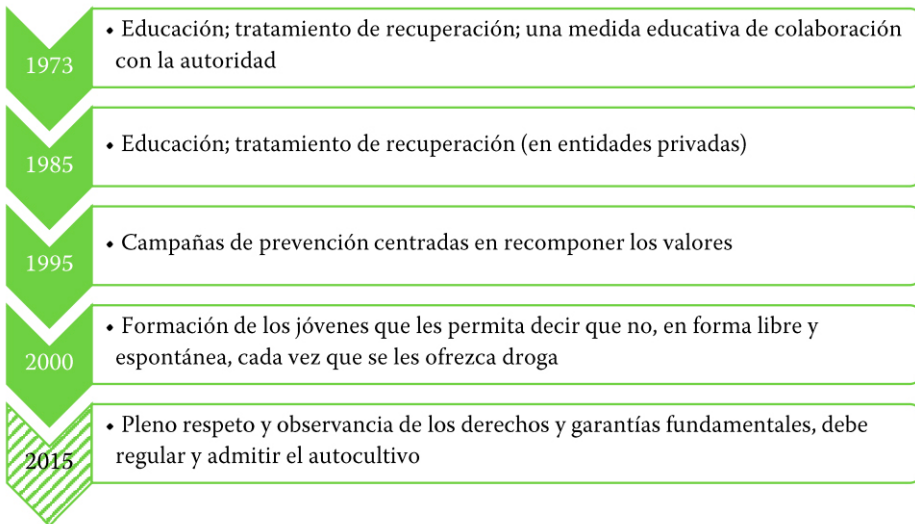 1973
• Educación; tratamiento de recuperación; una medida educativa de colaboración
con la autoridad
1985
• Educación; tratamiento de recuperación (en entidades privadas)
1995
• Campañas de prevención centradas en recomponer los valores
2000
• Formación de los jóvenes que les permita decir que no, en forma libre y
espontánea, cada vez que se les ofrezca droga
2015
• Pleno respeto y observancia de los derechos y garantías fundamentales, debe
regular y admitir el autocultivo